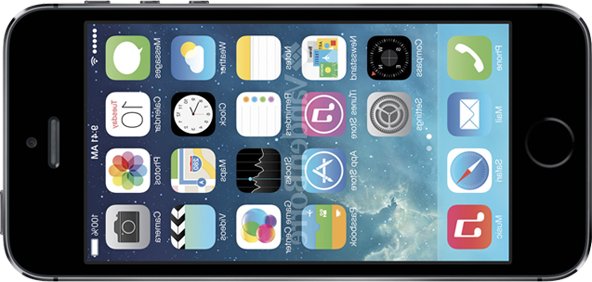 9:41 AM 100%
Tuesday
10
Messages Calendar Photos Camera
Weather Clock Maps Videos
Notes Reminders Stocks Game Center
Newsstand iTunes Store App Store Passbook
Compass Settings
Phone Mail Safari Music